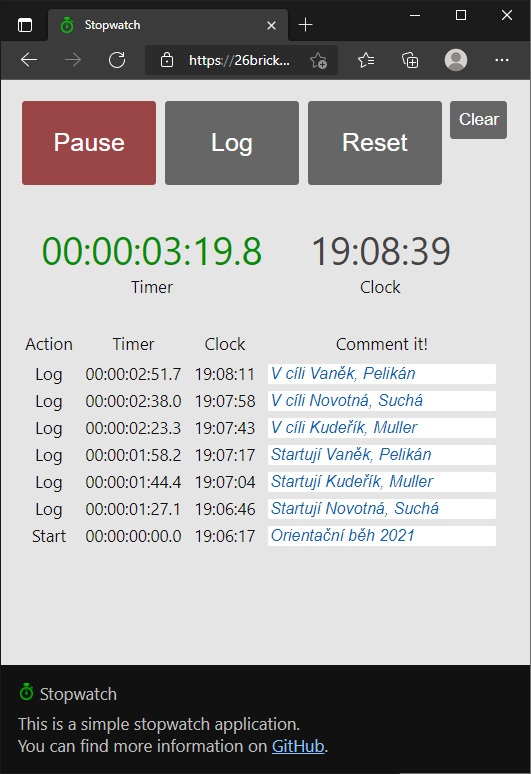 Stopwatch
https://26brick...
Pause Log Reset Clear
00:00:03:19.8 19:08:39
Timer Clock
Action Timer Clock Comment it!
Log 00:00:02:51.7 19:08:11 V cíli Vaněk, Pelikán
Log 00:00:02:38.0 19:07:58 V cíli Novotná, Suchá
Log 00:00:02:23.3 19:07:43 V cíli Kudeřík, Muller
Log 00:00:01:58.2 19:07:17 Startují Vaněk, Pelikán
Log 00:00:01:44.4 19:07:04 Startují Kudeřík, Muller
Log 00:00:01:27.1 19:06:46 Startují Novotná, Suchá
Start 00:00:00:00.0 19:06:17 Orientační běh 2021
Stopwatch
This is a simple stopwatch application.
You can find more information on GitHub.